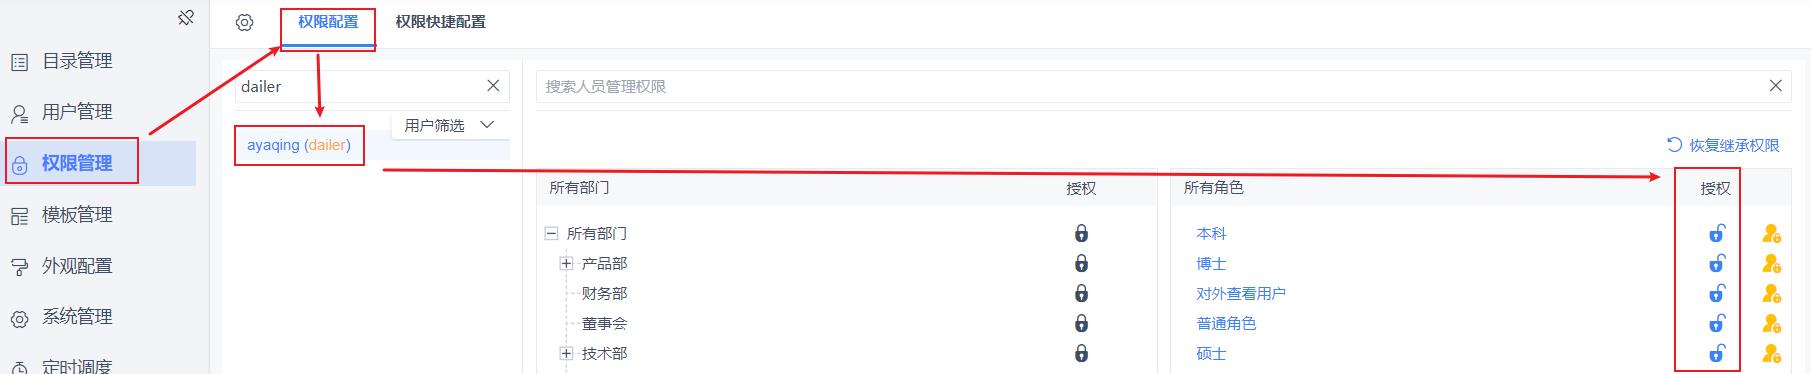 目录管理
用户管理
权限管理
模板管理
外观配置
系统管理
定时调度
权限配置 权限快捷配置
dailer
用户筛选
ayaqing (dailer)
搜索人员管理权限
恢复继承权限
所有部门 授权
所有部门
产品部
财务部
董事会
技术部
所有角色 授权
本科
博士
对外查看用户
普通角色
硕士